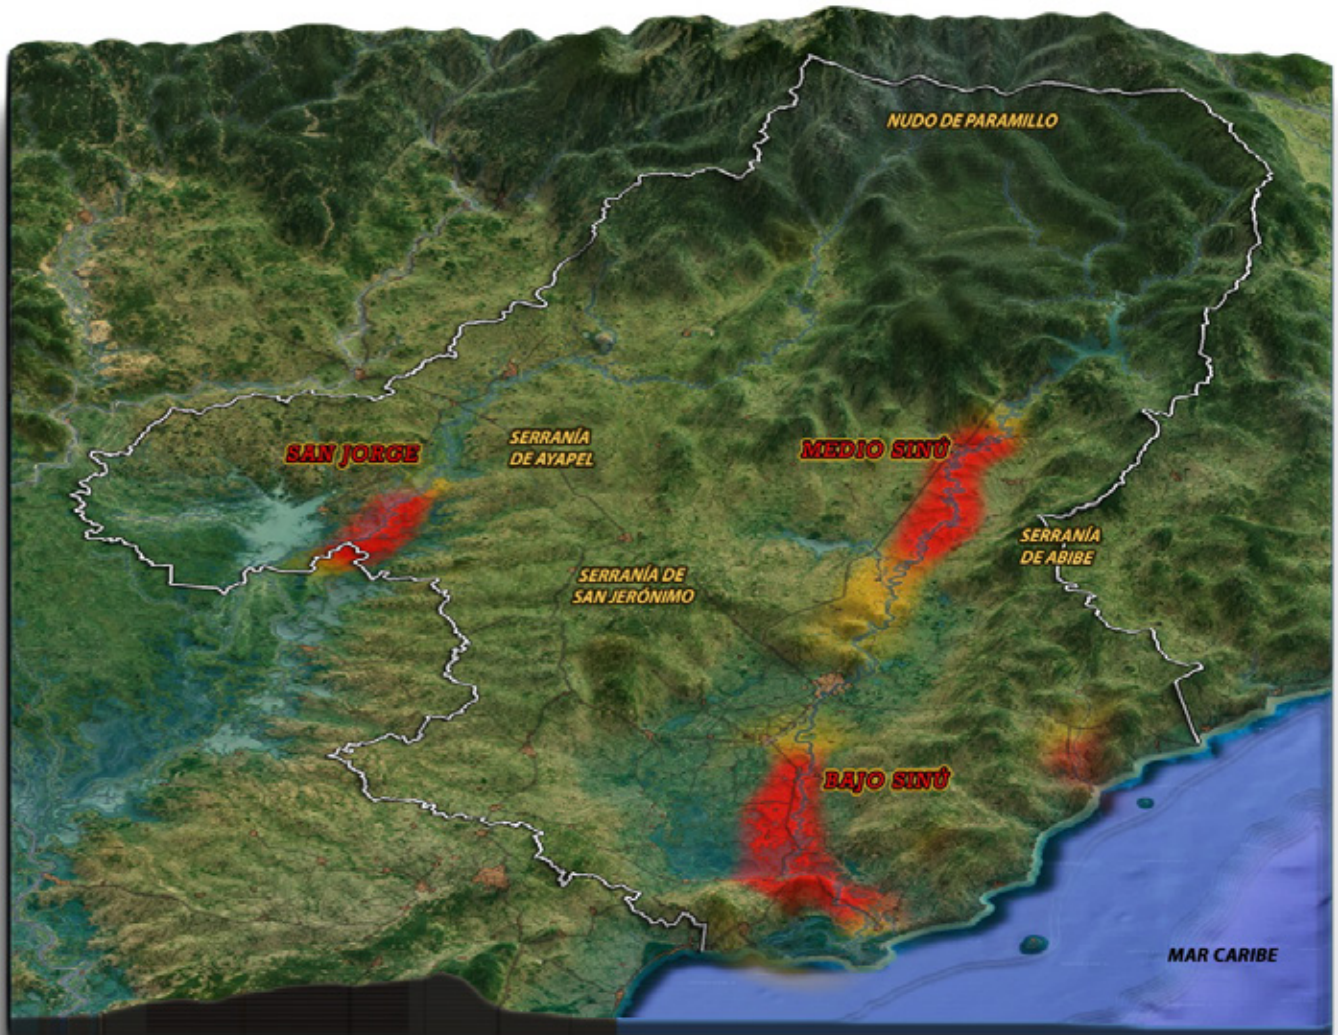 NUDO DE PARAMILLO
SAN JORGE
SERRANÍA
DE AYAPEL
MEDIO SINÚ
SERRANÍA
DE ABIBE
SERRANÍA DE
SAN JERÓNIMO
BAJO SINÚ
MAR CARIBE